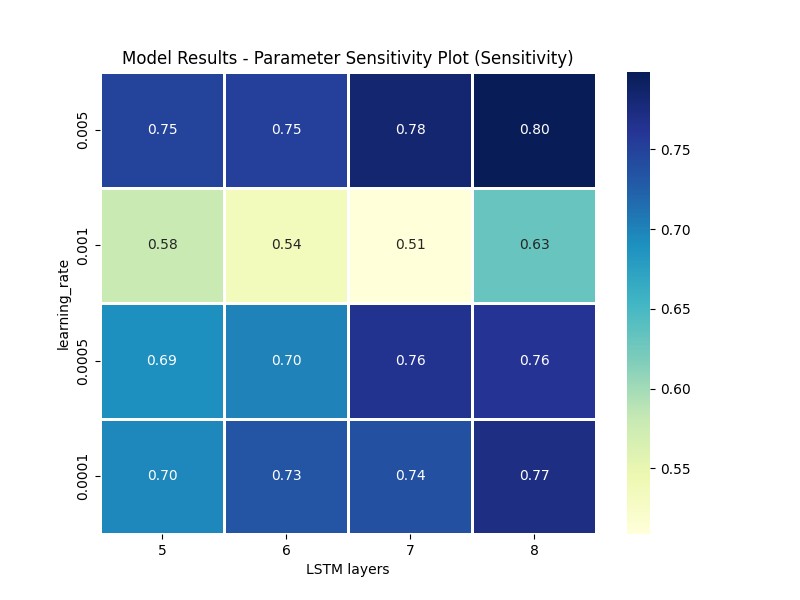 Model Results - Parameter Sensitivity Plot (Sensitivity)
0.005
0.75 0.75 0.78 0.80
0.75
0.001
0.58 0.54 0.51 0.63
0.70
learning_rate
0.65
0.0005
0.69 0.70 0.76 0.76
0.60
0.0001
0.70 0.73 0.74 0.77
0.55
5 6 7 8
LSTM layers